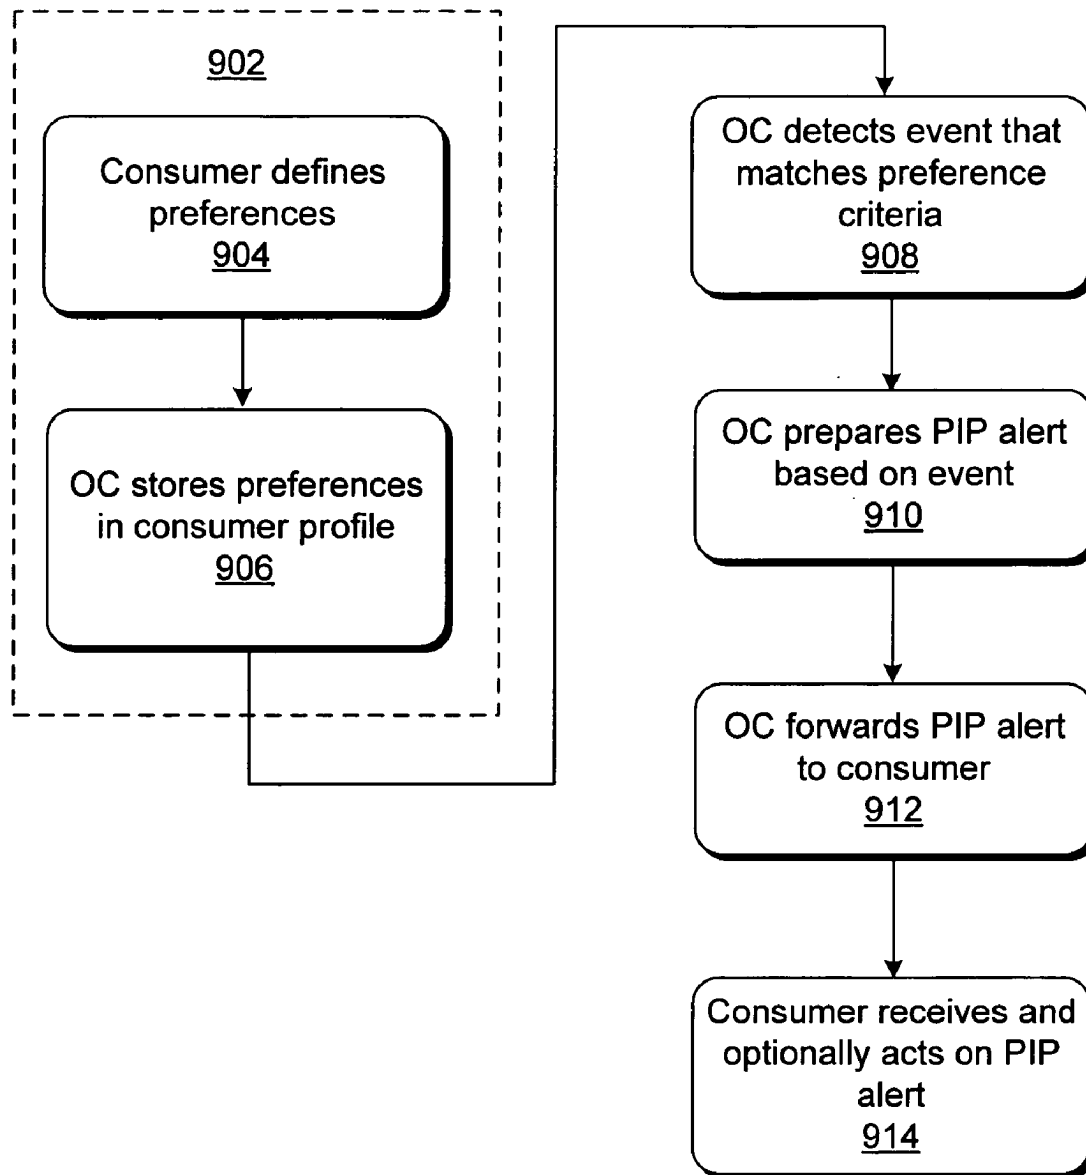 902
Consumer defines
preferences
904
OC stores preferences
in consumer profile
906
OC detects event that
matches preference
criteria
908
OC prepares PIP alert
based on event
910
OC forwards PIP alert
to consumer
912
Consumer receives and
optionally acts on PIP
alert
914